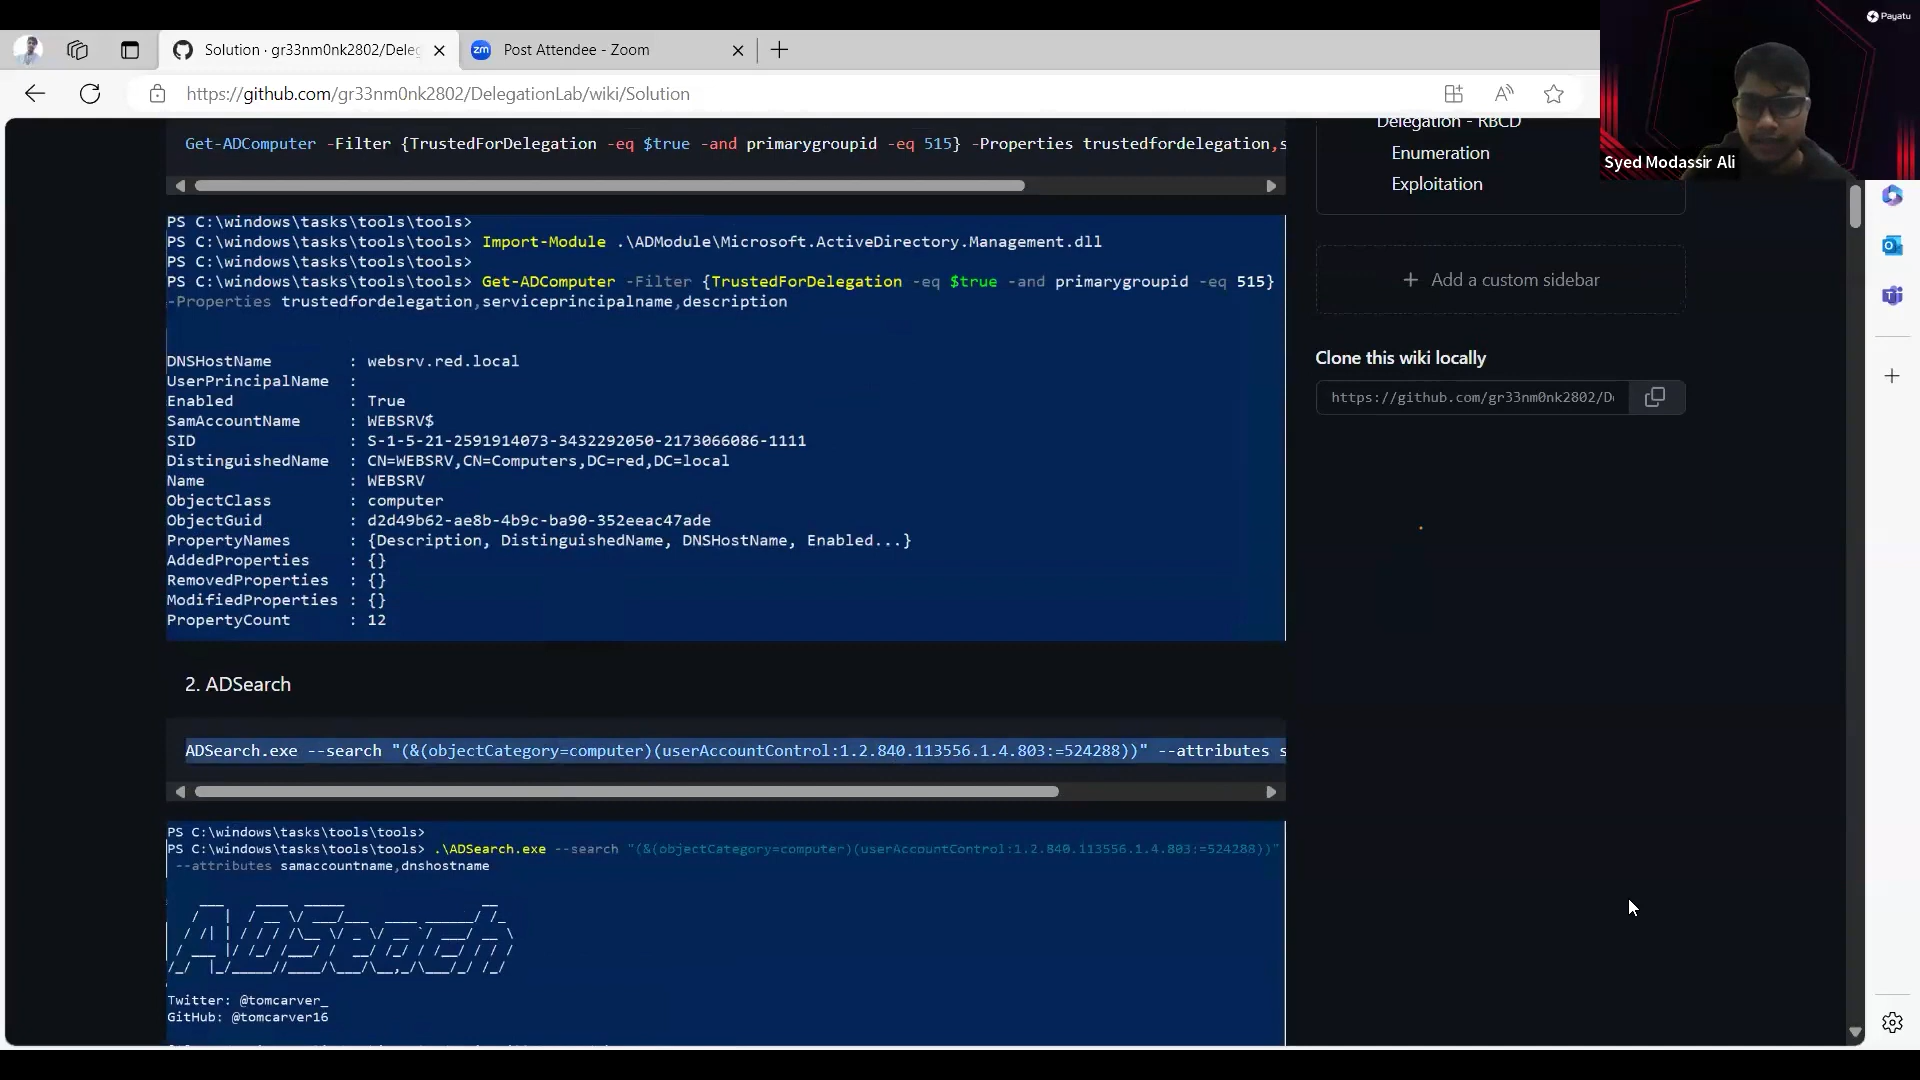 Payatu
Solution · gr33nm0nk2802/Deleg
Post Attendee - Zoom
zm
https://github.com/gr33nm0nk2802/DelegationLab/wiki/Solution
Syed Modassir Ali
Get-ADComputer -Filter {TrustedForDelegation -eq $true -and primarygroupid -eq 515} -Properties trustedfordelegation,s
Delegation - RBCD
Enumeration
Exploitation
PS C:\windows\tasks\tools\tools>
PS C:\windows\tasks\tools\tools> Import-Module .\ADModule\Microsoft.ActiveDirectory.Management.dll
PS C:\windows\tasks\tools\tools>
PS C:\windows\tasks\tools\tools> Get-ADComputer -Filter {TrustedForDelegation -eq $true -and primarygroupid -eq 515}
-Properties trustedfordelegation,serviceprincipalname,description
DNSHostName : websrv.red.local
UserPrincipalName :
Enabled : True
SamAccountName : WEBSRV$
SID : S-1-5-21-2591914073-3432292050-2173066086-1111
DistinguishedName : CN=WEBSRV,CN=Computers,DC=red,DC=local
Name : WEBSRV
ObjectClass : computer
ObjectGuid : d2d49b62-ae8b-4b9c-ba90-352eeac47ade
PropertyNames : {Description, DistinguishedName, DNSHostName, Enabled...}
AddedProperties : {}
RemovedProperties : {}
ModifiedProperties : {}
PropertyCount : 12
+ Add a custom sidebar
Clone this wiki locally
https://github.com/gr33nm0nk2802/D
2. ADSearch
ADSearch.exe --search "(&(objectCategory=computer)(userAccountControl:1.2.840.113556.1.4.803:=524288))" --attributes s
PS C:\windows\tasks\tools\tools>
PS C:\windows\tasks\tools\tools> .\ADSearch.exe --search "(&(objectCategory=computer)(userAccountControl:1.2.840.113556.1.4.803:=524288))"
--attributes samaccountname,dnshostname
ADSearch
Twitter: @tomcarver_
GitHub: @tomcarver16